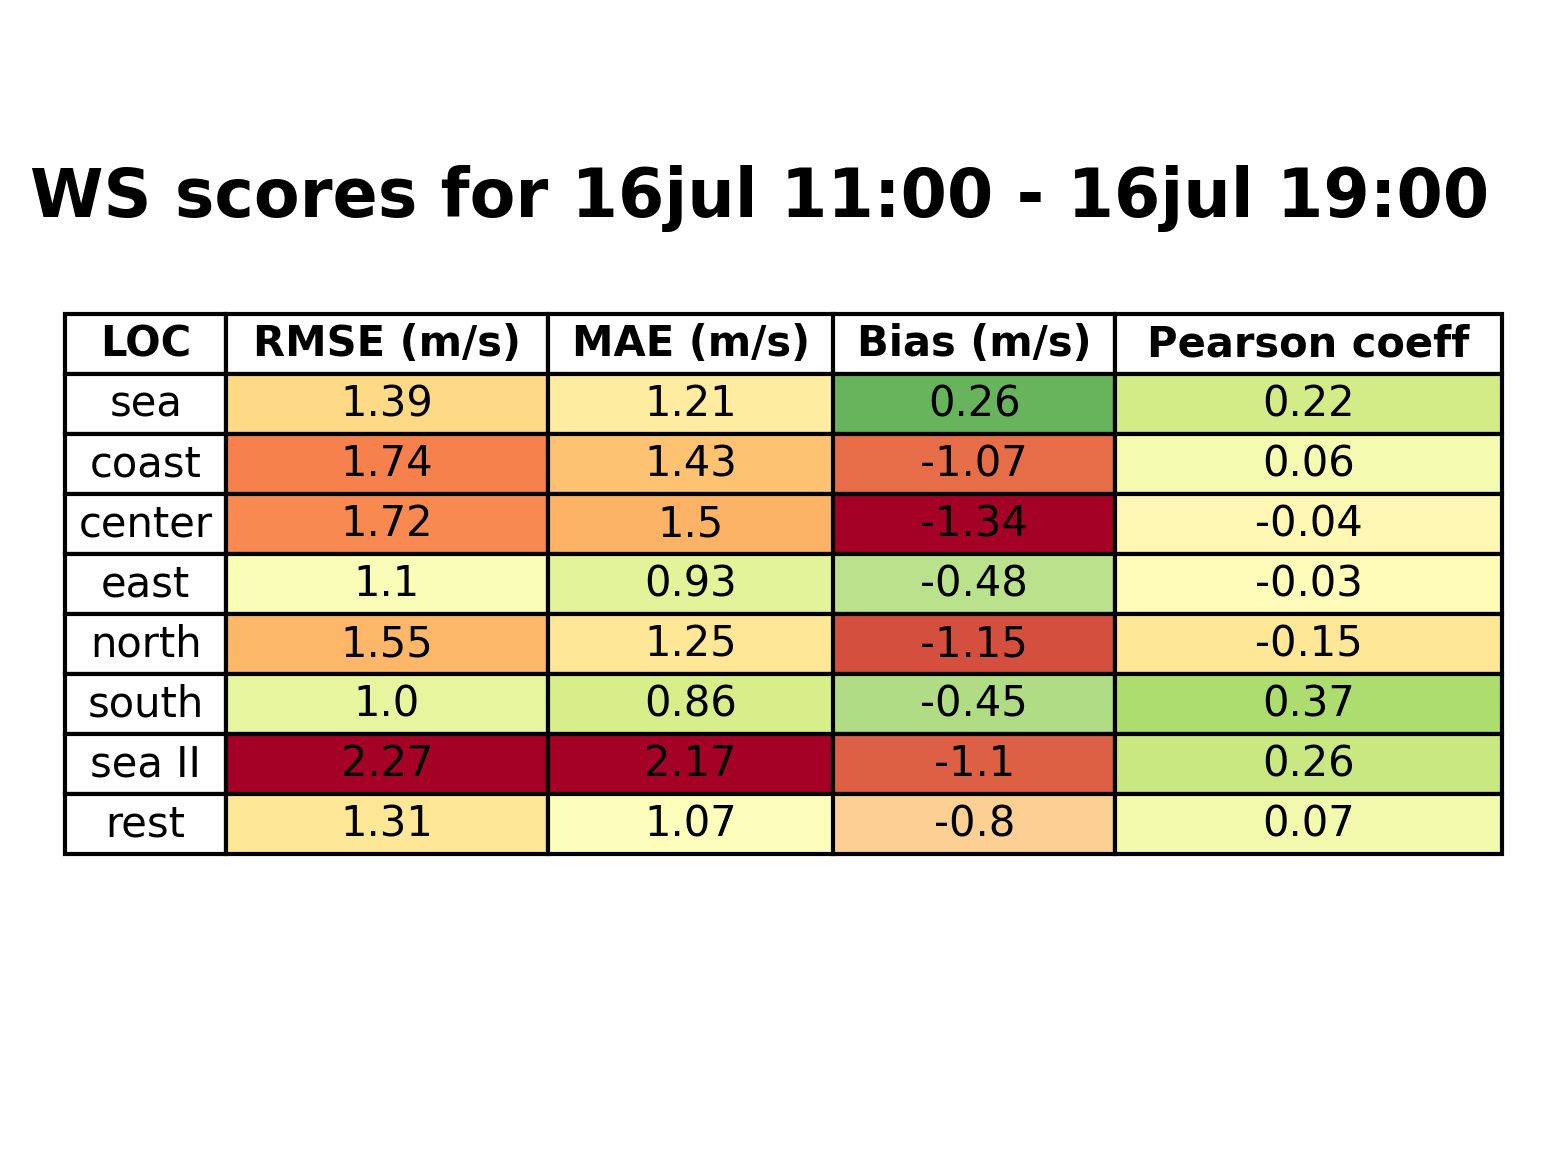 WS scores for 16jul 11:00 - 16jul 19:00
LOC RMSE (m/s) MAE (m/s) Bias (m/s) Pearson coeff
sea 1.39 1.21 0.26 0.22
coast 1.74 1.43 -1.07 0.06
center 1.72 1.5 -1.34 -0.04
east 1.1 0.93 -0.48 -0.03
north 1.55 1.25 -1.15 -0.15
south 1.0 0.86 -0.45 0.37
sea II 2.27 2.17 -1.1 0.26
rest 1.31 1.07 -0.8 0.07